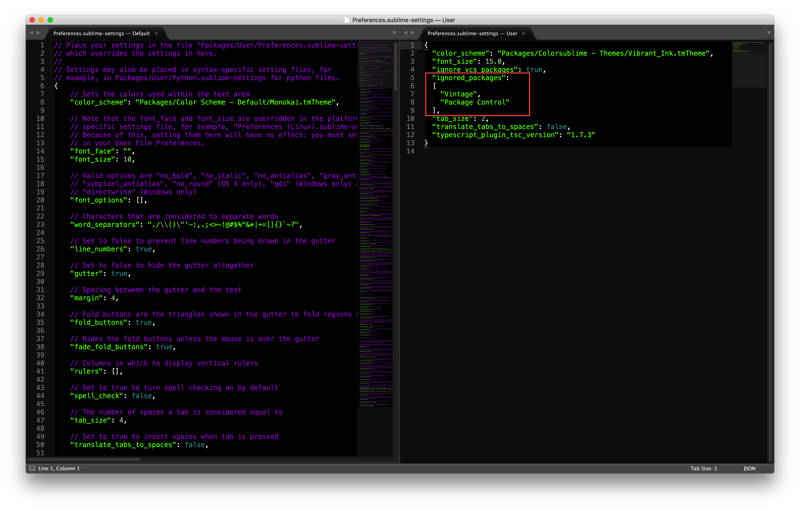 Preferences.sublime-settings — User
Preferences.sublime-settings — Default ×
1 // Place your settings in the file "Packages/User/Preferences.sublime-sett
2 // which overrides the settings in here.
3 //
4 // Settings may also be placed in syntax-specific setting files, for
5 // example, in Packages/User/Python.sublime-settings for python files.
6 {
7 // Sets the colors used within the text area
8 "color_scheme": "Packages/Color Scheme - Default/Monokai.tmTheme",
9
10 // Note that the font_face and font_size are overridden in the platform
11 // specific settings file, for example, "Preferences (Linux).sublime-se
12 // Because of this, setting them here will have no effect: you must set
13 // in your User File Preferences.
14 "font_face": "",
15 "font_size": 10,
16
17 // Valid options are "no_bold", "no_italic", "no_antialias", "gray_anti
18 // "subpixel_antialias", "no_round" (OS X only), "gdi" (Windows only) a
19 // "directwrite" (Windows only)
20 "font_options": [],
21
22 // Characters that are considered to separate words
23 "word_separators": "./\\()\"'-:,.;<>~!@#$%^&*|+=[]{}`~?",
24
25 // Set to false to prevent line numbers being drawn in the gutter
26 "line_numbers": true,
27
28 // Set to false to hide the gutter altogether
29 "gutter": true,
30
31 // Spacing between the gutter and the text
32 "margin": 4,
33
34 // Fold buttons are the triangles shown in the gutter to fold regions
35 "fold_buttons": true,
36
37 // Hides the fold buttons unless the mouse is over the gutter
38 "fade_fold_buttons": true,
39
40 // Columns in which to display vertical rulers
41 "rulers": [],
42
43 // Set to true to turn spell checking on by default
44 "spell_check": false,
45
46 // The number of spaces a tab is considered equal to
47 "tab_size": 4,
48
49 // Set to true to insert spaces when tab is pressed
50 "translate_tabs_to_spaces": false,
51
Preferences.sublime-settings — User ×
1 {
2 "color_scheme": "Packages/Colorsublime - Themes/Vibrant_Ink.tmTheme",
3 "font_size": 15.0,
4 "ignore_vcs_packages": true,
5 "ignored_packages":
6 [
7 "Vintage",
8 "Package Control"
9 ],
10 "tab_size": 2,
11 "translate_tabs_to_spaces": false,
12 "typescript_plugin_tsc_version": "1.7.3"
13 }
14
Line 1, Column 1
Tab Size: 2
JSON